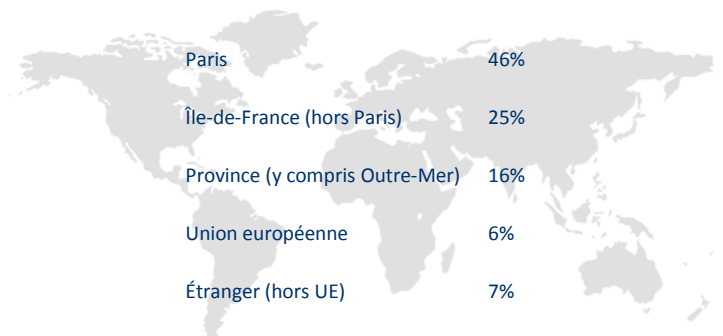 Paris 46%
Île-de-France (hors Paris) 25%
Province (y compris Outre-Mer) 16%
Union européenne 6%
Étranger (hors UE) 7%